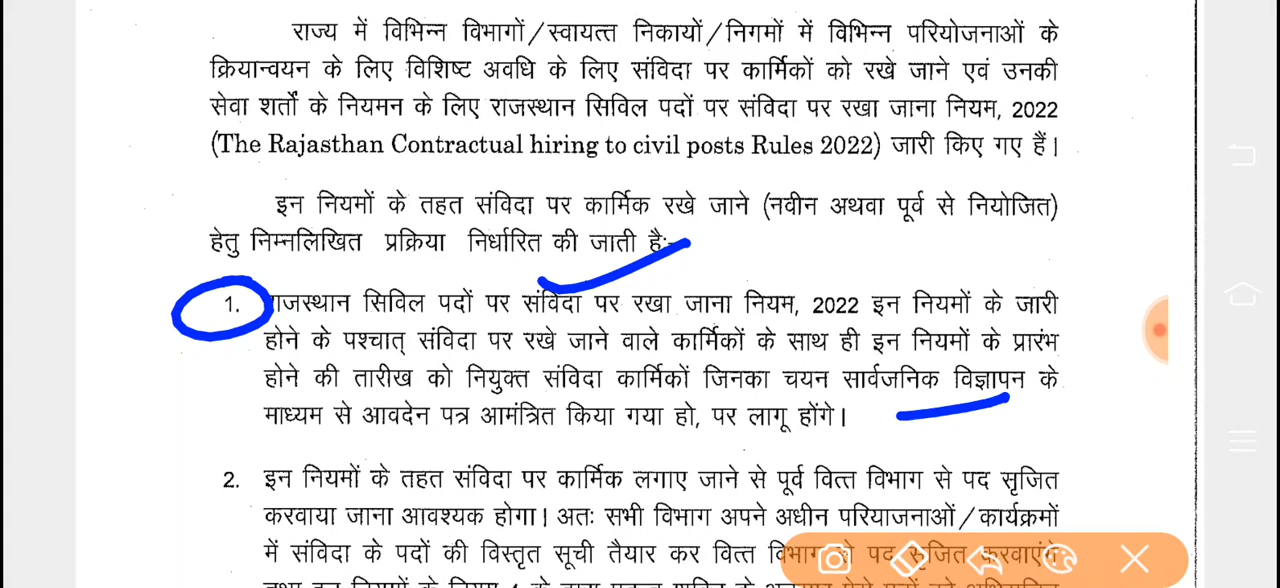 राज्य में विभिन्न विभागों/स्वायत्त निकायों/निगमों में विभिन्न परियोजनाओं के
क्रियान्वयन के लिए विशिष्ट अवधि के लिए संविदा पर कार्मिकों को रखे जाने एवं उनकी
सेवा शर्तों के नियमन के लिए राजस्थान सिविल पदों पर संविदा पर रखा जाना नियम, 2022
(The Rajasthan Contractual hiring to civil posts Rules 2022) जारी किए गए हैं।
इन नियमों के तहत संविदा पर कार्मिक रखे जाने (नवीन अथवा पूर्व से नियोजित)
हेतु निम्नलिखित प्रक्रिया निर्धारित की जाती है:-
1. राजस्थान सिविल पदों पर संविदा पर रखा जाना नियम, 2022 इन नियमों के जारी
होने के पश्चात् संविदा पर रखे जाने वाले कार्मिकों के साथ ही इन नियमों के प्रारंभ
होने की तारीख को नियुक्त संविदा कार्मिकों जिनका चयन सार्वजनिक विज्ञापन के
माध्यम से आवदेन पत्र आमंत्रित किया गया हो, पर लागू होंगे।
2. इन नियमों के तहत संविदा पर कार्मिक लगाए जाने से पूर्व वित्त विभाग से पद सृजित
करवाया जाना आवश्यक होगा। अतः सभी विभाग अपने अधीन परियाजनाओं/कार्यक्रमों
में संविदा के पदों की विस्तृत सूची तैयार कर वित्त विभाग से पद सृजित करवाएंगे